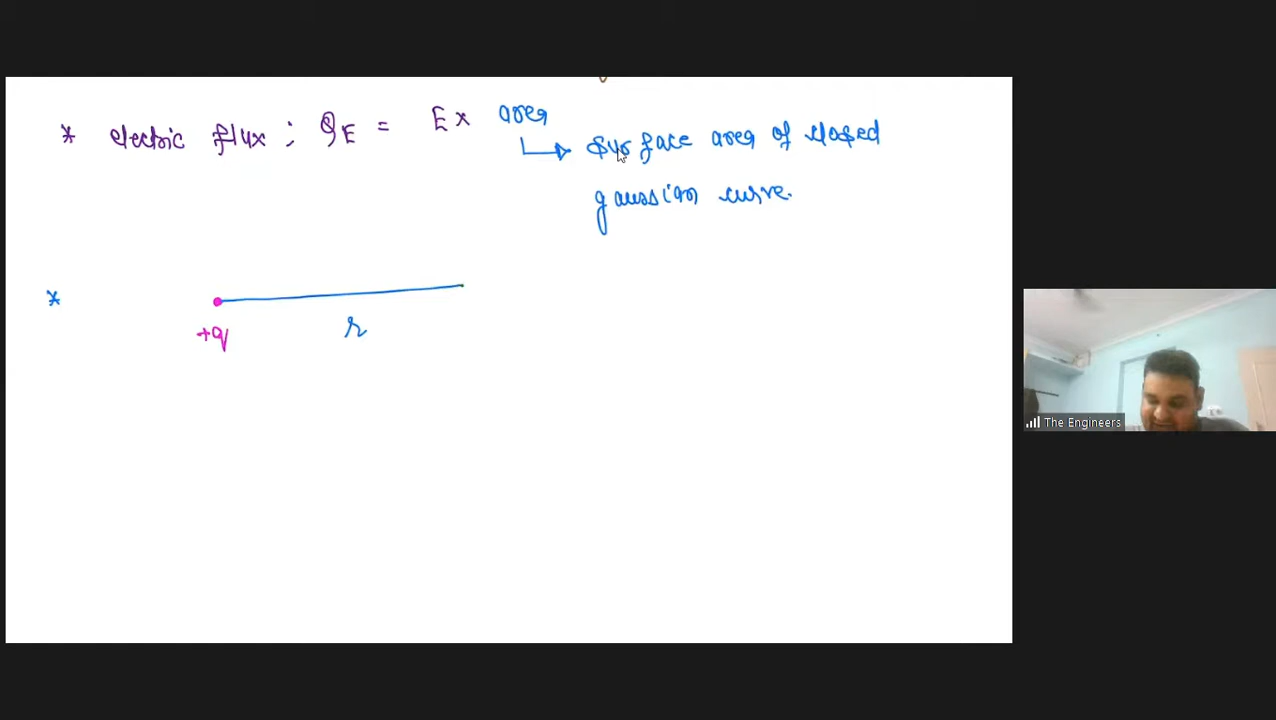 * electric flux ; ΦE = E x area
surface area of closed
gaussian curve.
*
+q
r
The Engineers